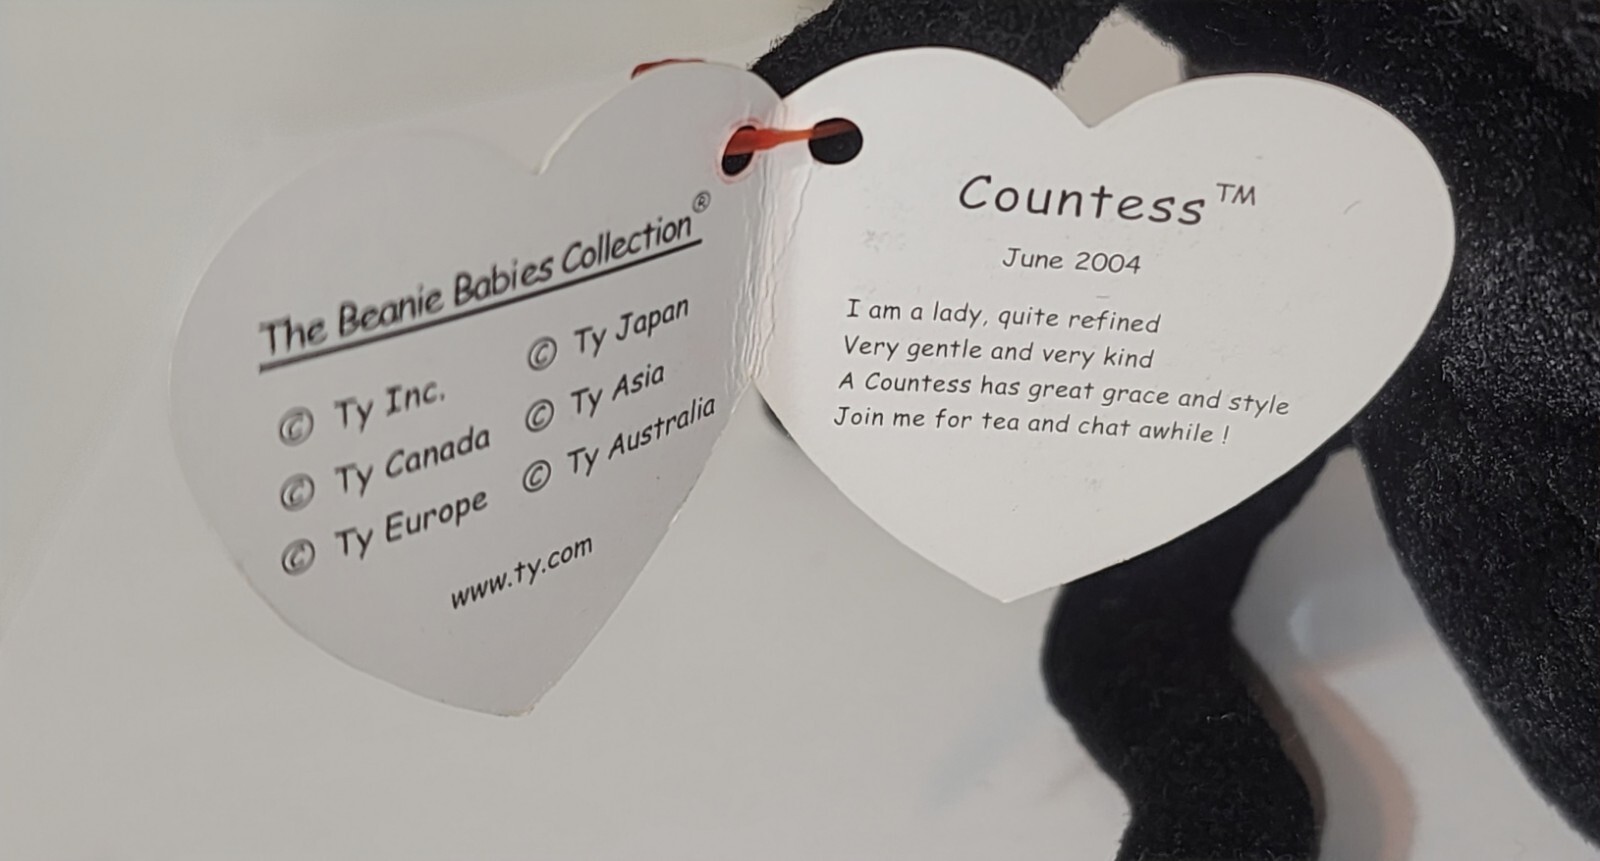 The Beanie Babies Collection®
© Ty Inc.
© Ty Canada
© Ty Europe
© Ty Japan
© Ty Asia
© Ty Australia
www.ty.com
Countess™
June 2004
I am a lady, quite refined
Very gentle and very kind
A Countess has great grace and style
Join me for tea and chat awhile !